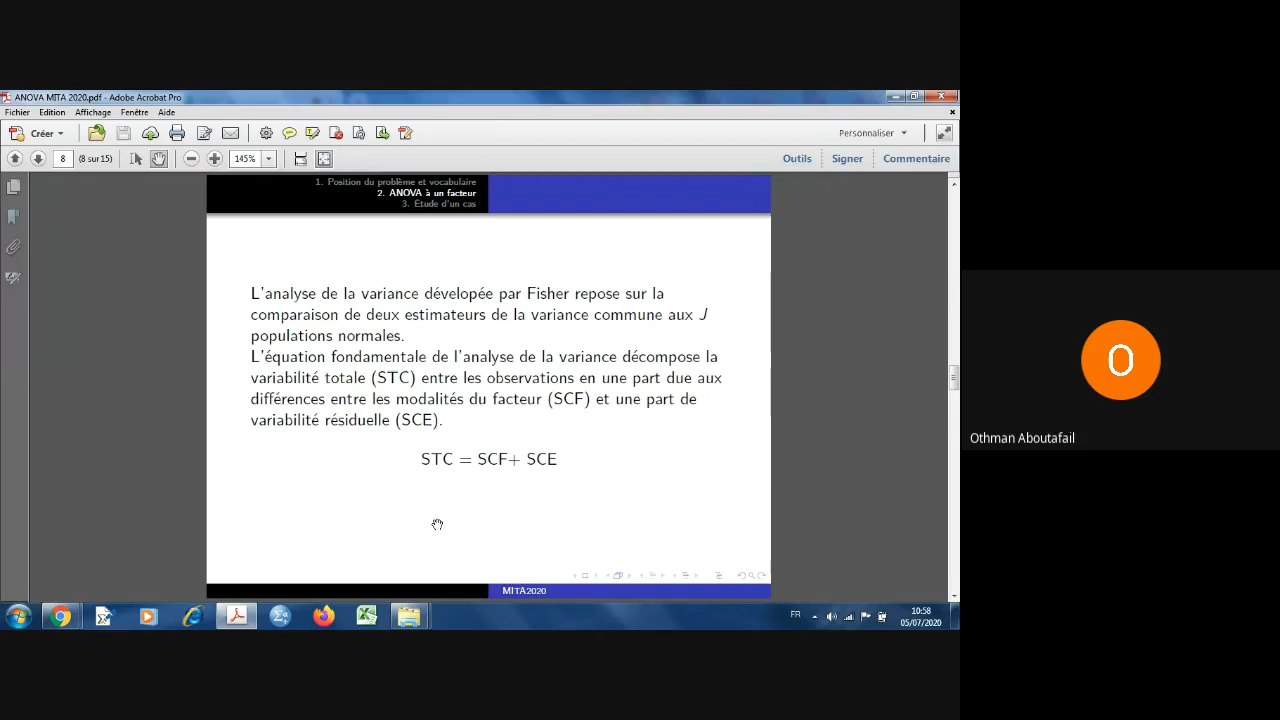 ANOVA MITA 2020.pdf - Adobe Acrobat Pro
Fichier Edition Affichage Fenêtre Aide
Créer
Personnaliser
8 (8 sur 15) 145%
Outils Signer Commentaire
1. Position du problème et vocabulaire
2. ANOVA à un facteur
3. Étude d'un cas
L'analyse de la variance dévelopée par Fisher repose sur la
comparaison de deux estimateurs de la variance commune aux J
populations normales.
L'équation fondamentale de l'analyse de la variance décompose la
variabilité totale (STC) entre les observations en une part due aux
différences entre les modalités du facteur (SCF) et une part de
variabilité résiduelle (SCE).
STC = SCF+ SCE
MITA2020
FR
10:58
05/07/2020
O
Othman Aboutafail